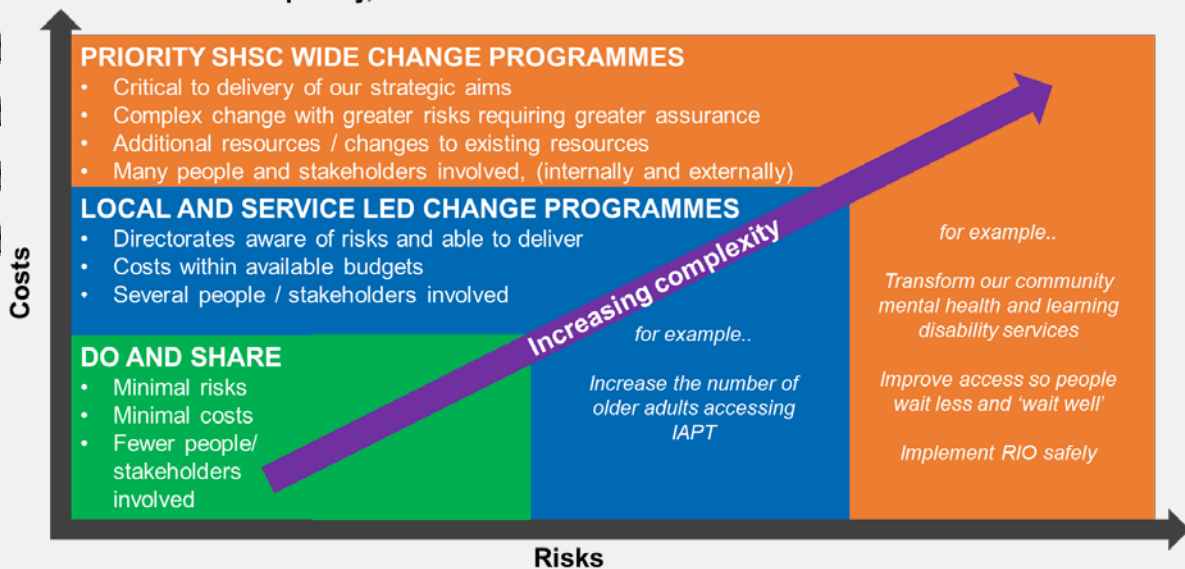 PRIORITY SHSC WIDE CHANGE PROGRAMMES
• Critical to delivery of our strategic aims
• Complex change with greater risks requiring greater assurance
• Additional resources / changes to existing resources
• Many people and stakeholders involved, (internally and externally)
LOCAL AND SERVICE LED CHANGE PROGRAMMES
• Directorates aware of risks and able to deliver
• Costs within available budgets
• Several people / stakeholders involved
DO AND SHARE
• Minimal risks
• Minimal costs
• Fewer people/
stakeholders
involved
Increasing complexity
for example..
Increase the number of
older adults accessing
IAPT
for example..
Transform our community
mental health and learning
disability services
Improve access so people
wait less and ‘wait well’
Implement RIO safely
Costs
Risks